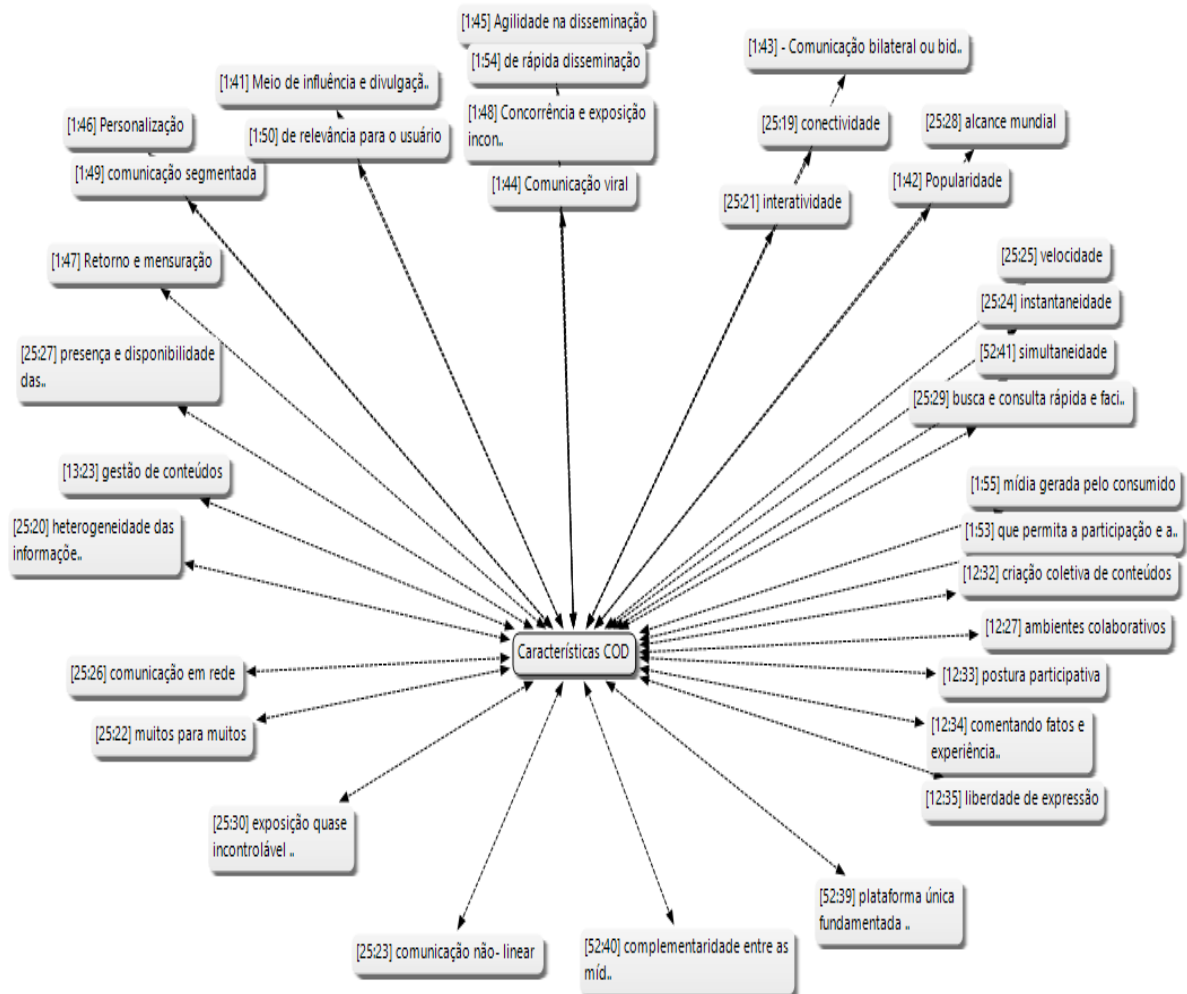 [1:45] Agilidade na disseminação
[1:54] de rápida disseminação
[1:43] - Comunicação bilateral ou bid..
[1:41] Meio de influência e divulgaçã..
[1:48] Concorrência e exposição
incon..
[1:46] Personalização
[1:50] de relevância para o usuário
[25:19] conectividade
[25:28] alcance mundial
[1:49] comunicação segmentada
[1:44] Comunicação viral
[1:42] Popularidade
[25:21] interatividade
[1:47] Retorno e mensuração
[25:25] velocidade
[25:24] instantaneidade
[52:41] simultaneidade
[25:27] presença e disponibilidade
das..
[25:29] busca e consulta rápida e faci..
[13:23] gestão de conteúdos
[1:55] mídia gerada pelo consumido
[25:20] heterogeneidade das
informaçõe..
[1:53] que permita a participação e a..
[12:32] criação coletiva de conteúdos
[12:27] ambientes colaborativos
Características COD
[25:26] comunicação em rede
[12:33] postura participativa
[25:22] muitos para muitos
[12:34] comentando fatos e
experiência..
[12:35] liberdade de expressão
[25:30] exposição quase
incontrolável ..
[52:39] plataforma única
fundamentada ..
[25:23] comunicação não- linear
[52:40] complementaridade entre as
míd..